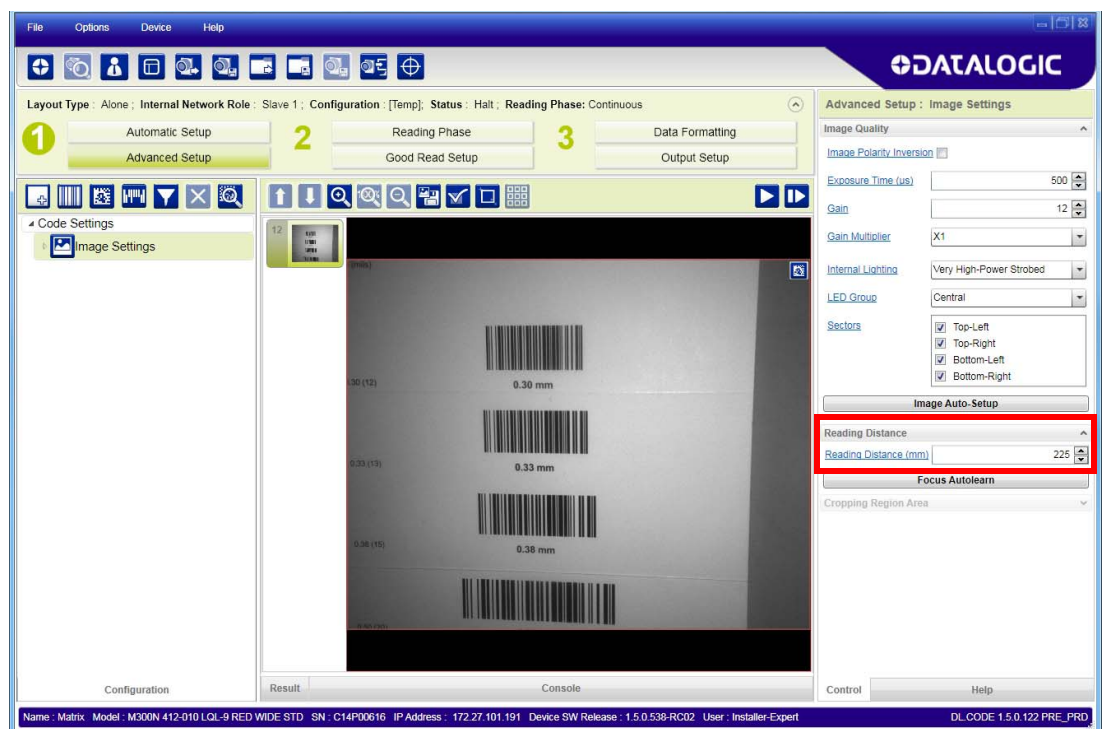 File Options Device Help
DATALOGIC
Layout Type : Alone ; Internal Network Role : Slave 1 ; Configuration : [Temp]; Status : Halt ; Reading Phase: Continuous
1 Automatic Setup 2 Reading Phase 3 Data Formatting
Advanced Setup Good Read Setup Output Setup
Code Settings
Image Settings
12
(mils)
0.30 mm
0.33 (13)
0.33 mm
0.38 (15)
0.38 mm
Configuration
Result Console
Advanced Setup : Image Settings
Image Quality
Image Polarity Inversion
Exposure Time (µs) 500
Gain 12
Gain Multiplier X1
Internal Lighting Very High-Power Strobed
LED Group Central
Sectors Top-Left
Top-Right
Bottom-Left
Bottom-Right
Image Auto-Setup
Reading Distance
Reading Distance (mm) 225
Focus Autolearn
Cropping Region Area
Control Help
Name : Matrix Model : M300N 412-010 LQL-9 RED WIDE STD SN : C14P00616 IP Address : 172.27.101.191 Device SW Release : 1.5.0.538-RC02 User : Installer-Expert DL.CODE 1.5.0.122 PRE_PRD